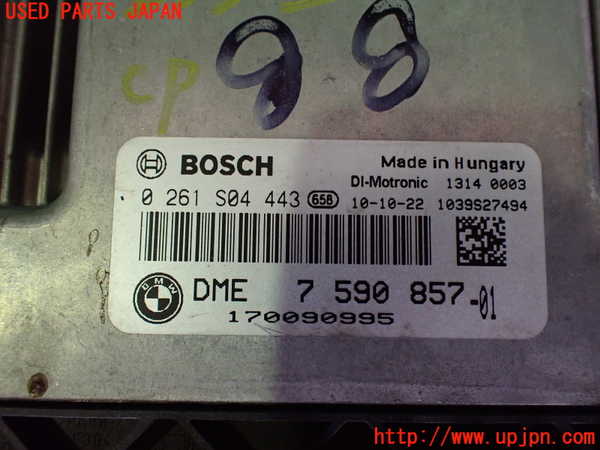 USED PARTS JAPAN
CP 98
BOSCH
Made in Hungary
DI-Motronic 1314 0003
0 261 S04 443 658 10-10-22 1039S27494
BMW
DME 7 590 857-01
170090995
http://www.upjpn.com/